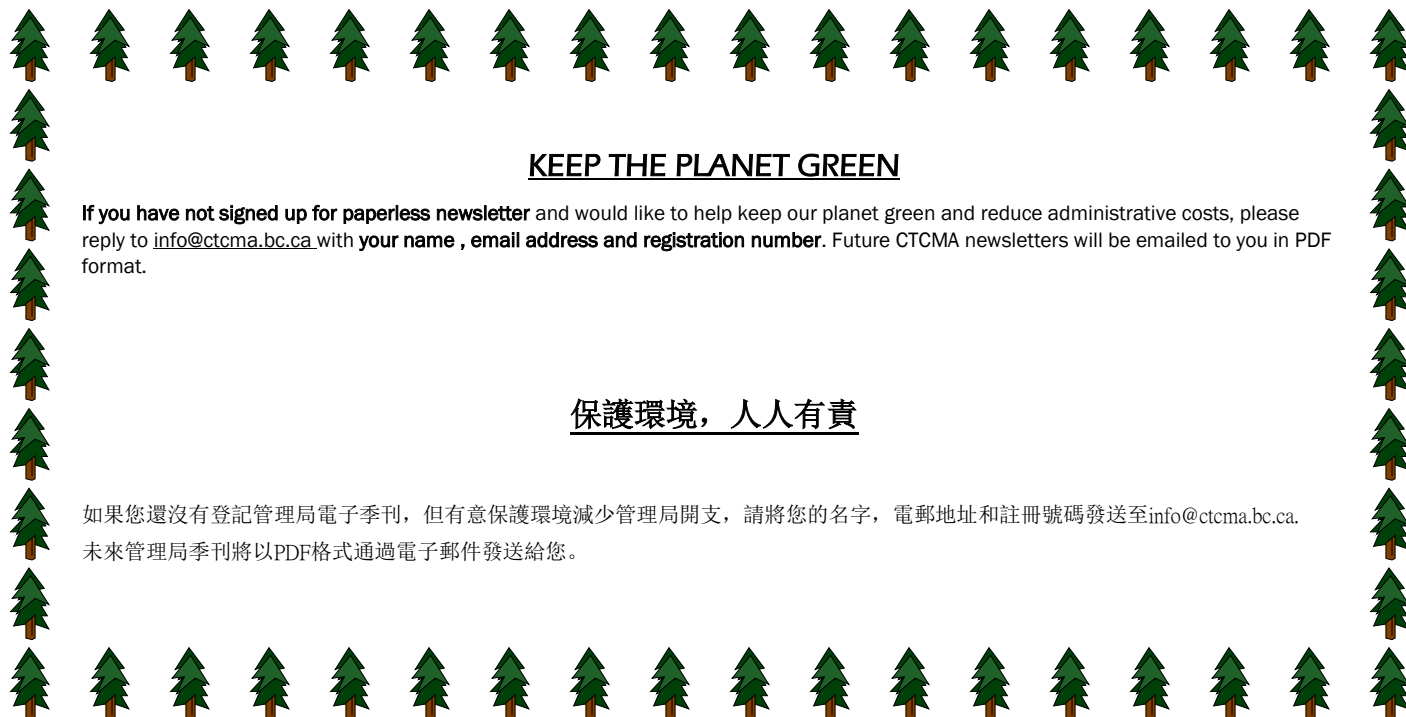 KEEP THE PLANET GREEN
If you have not signed up for paperless newsletter and would like to help keep our planet green and reduce administrative costs, please
reply to info@ctcma.bc.ca with your name , email address and registration number. Future CTCMA newsletters will be emailed to you in PDF
format.
保護環境，人人有責
如果您還沒有登記管理局電子季刊，但有意保護環境減少管理局開支，請將您的名字，電郵地址和註冊號碼發送至info@ctcma.bc.ca.
未來管理局季刊將以PDF格式通過電子郵件發送給您。